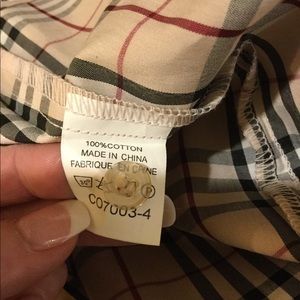 100%COTTON
MADE IN CHINA
FABRIQUE EN CHINE
C07003-4